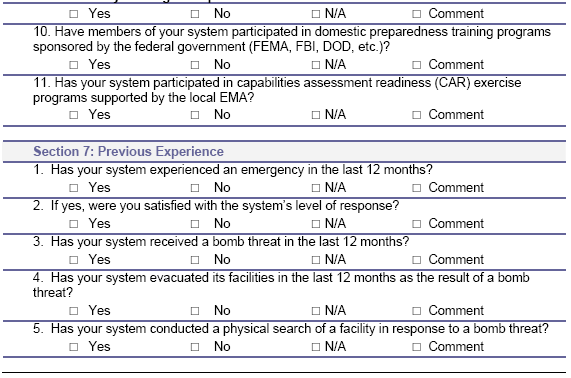 ☐ Yes ☐ No ☐ N/A ☐ Comment
10. Have members of your system participated in domestic preparedness training programs
sponsored by the federal government (FEMA, FBI, DOD, etc.)?
☐ Yes ☐ No ☐ N/A ☐ Comment
11. Has your system participated in capabilities assessment readiness (CAR) exercise
programs supported by the local EMA?
☐ Yes ☐ No ☐ N/A ☐ Comment
Section 7: Previous Experience
1. Has your system experienced an emergency in the last 12 months?
☐ Yes ☐ No ☐ N/A ☐ Comment
2. If yes, were you satisfied with the system's level of response?
☐ Yes ☐ No ☐ N/A ☐ Comment
3. Has your system received a bomb threat in the last 12 months?
☐ Yes ☐ No ☐ N/A ☐ Comment
4. Has your system evacuated its facilities in the last 12 months as the result of a bomb
threat?
☐ Yes ☐ No ☐ N/A ☐ Comment
5. Has your system conducted a physical search of a facility in response to a bomb threat?
☐ Yes ☐ No ☐ N/A ☐ Comment